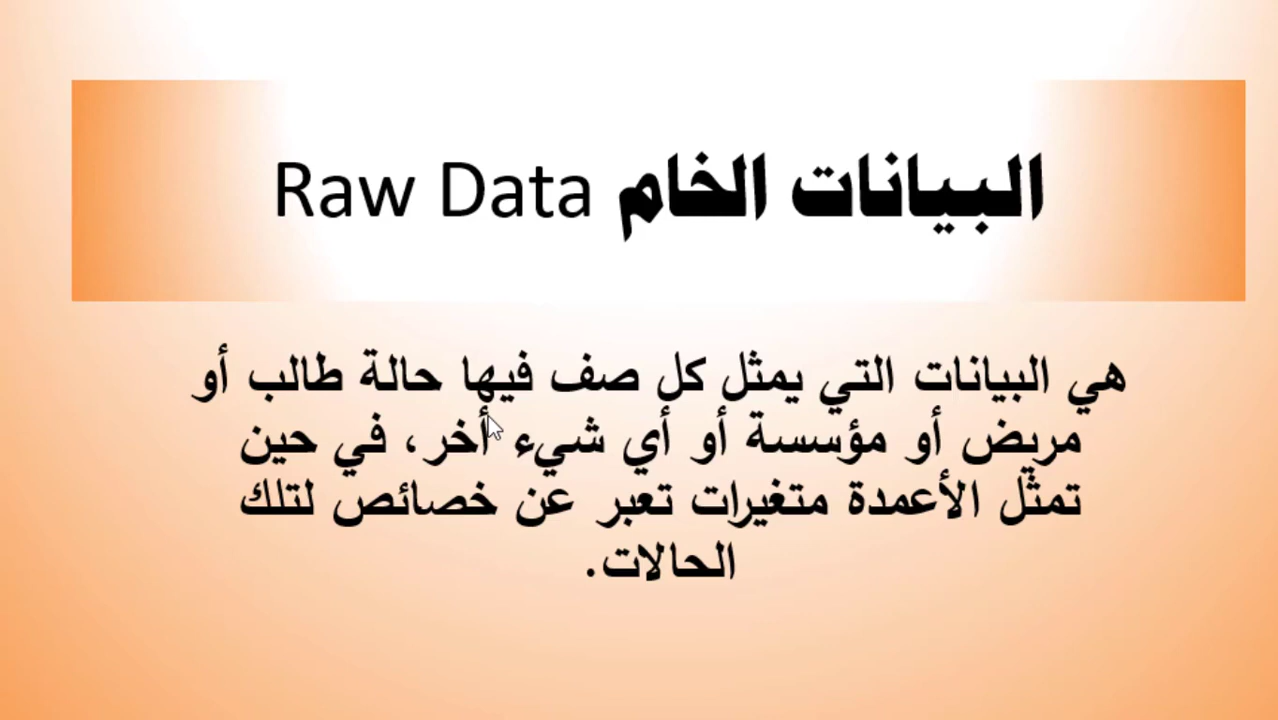 البيانات الخام Raw Data
هي البيانات التي يمثل كل صف فيها حالة طالب أو
مريض أو مؤسسة أو أي شيء أخر، في حين
تمثل الأعمدة متغيرات تعبر عن خصائص لتلك
الحالات.